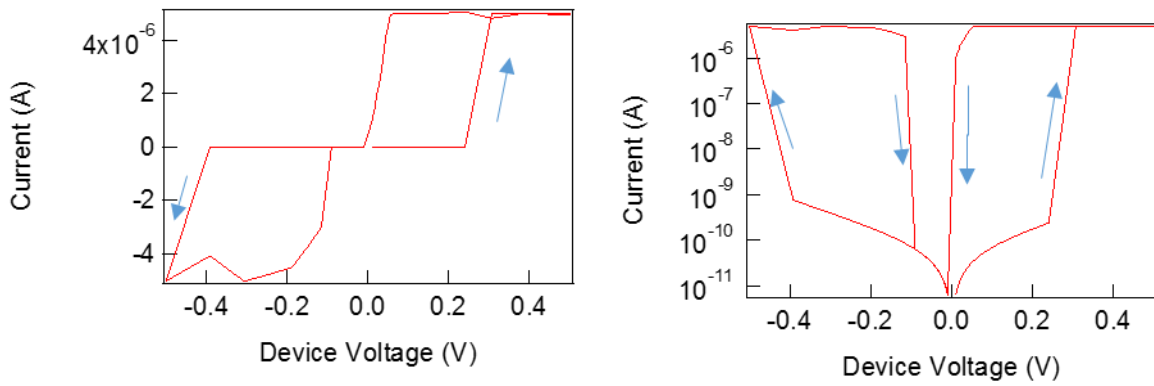 4x10⁻⁶
2
0
-2
-4
Current (A)
-0.4 -0.2 0.0 0.2 0.4
Device Voltage (V)
10⁻⁶
10⁻⁷
10⁻⁸
10⁻⁹
10⁻¹⁰
10⁻¹¹
Current (A)
-0.4 -0.2 0.0 0.2 0.4
Device Voltage (V)